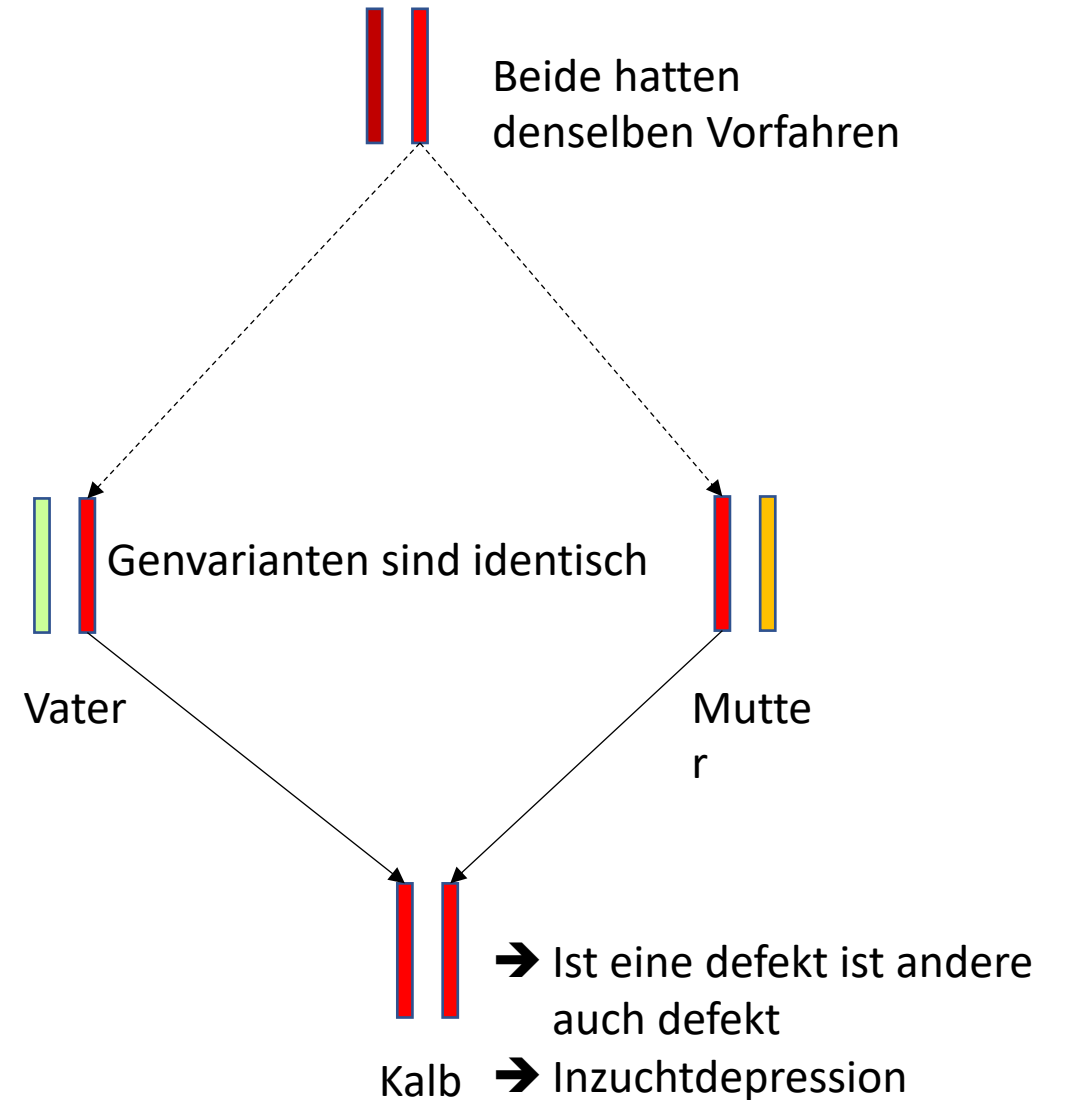 Beide hatten
denselben Vorfahren
Genvarianten sind identisch
Vater
Mutte
r
➔ Ist eine defekt ist andere
auch defekt
Kalb
➔ Inzuchtdepression